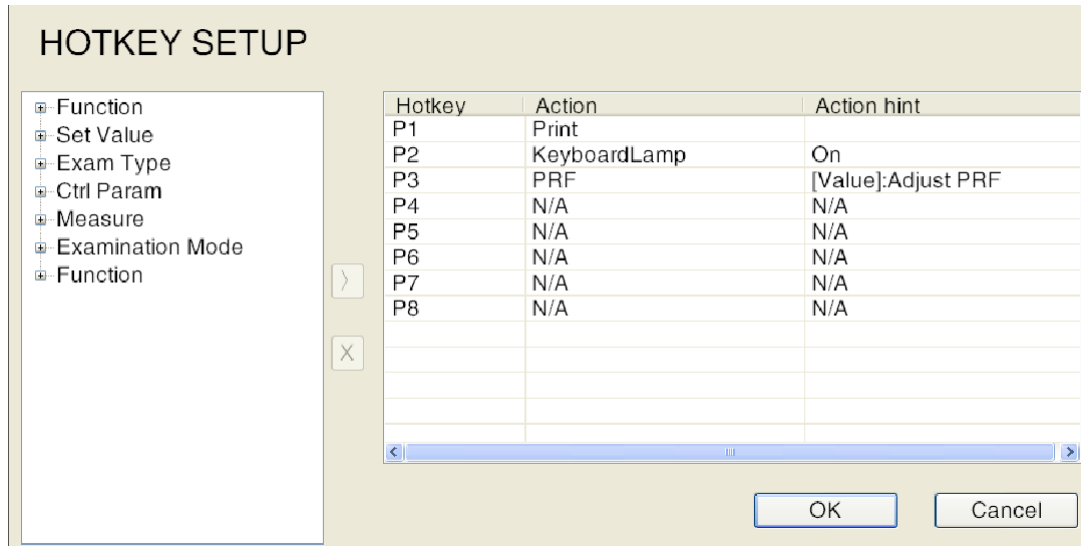 HOTKEY SETUP
Function
Set Value
Exam Type
Ctrl Param
Measure
Examination Mode
Function
>
X
Hotkey Action Action hint
P1 Print
P2 KeyboardLamp On
P3 PRF [Value]:Adjust PRF
P4 N/A N/A
P5 N/A N/A
P6 N/A N/A
P7 N/A N/A
P8 N/A N/A
OK Cancel